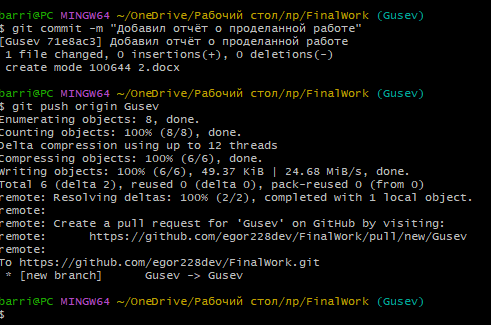 barri@PC MINGW64 ~/OneDrive/Рабочий стол/лр/FinalWork (Gusev)
$ git commit -m "Добавил отчёт о проделанной работе"
[Gusev 71e8ac3] Добавил отчёт о проделанной работе
 1 file changed, 0 insertions(+), 0 deletions(-)
 create mode 100644 2.docx
barri@PC MINGW64 ~/OneDrive/Рабочий стол/лр/FinalWork (Gusev)
$ git push origin Gusev
Enumerating objects: 8, done.
Counting objects: 100% (8/8), done.
Delta compression using up to 12 threads
Compressing objects: 100% (6/6), done.
Writing objects: 100% (6/6), 49.37 KiB | 24.68 MiB/s, done.
Total 6 (delta 2), reused 0 (delta 0), pack-reused 0 (from 0)
remote: Resolving deltas: 100% (2/2), completed with 1 local object.
remote:
remote: Create a pull request for 'Gusev' on GitHub by visiting:
remote:      https://github.com/egor228dev/FinalWork/pull/new/Gusev
remote:
To https://github.com/egor228dev/FinalWork.git
 * [new branch]      Gusev -> Gusev
barri@PC MINGW64 ~/OneDrive/Рабочий стол/лр/FinalWork (Gusev)
$